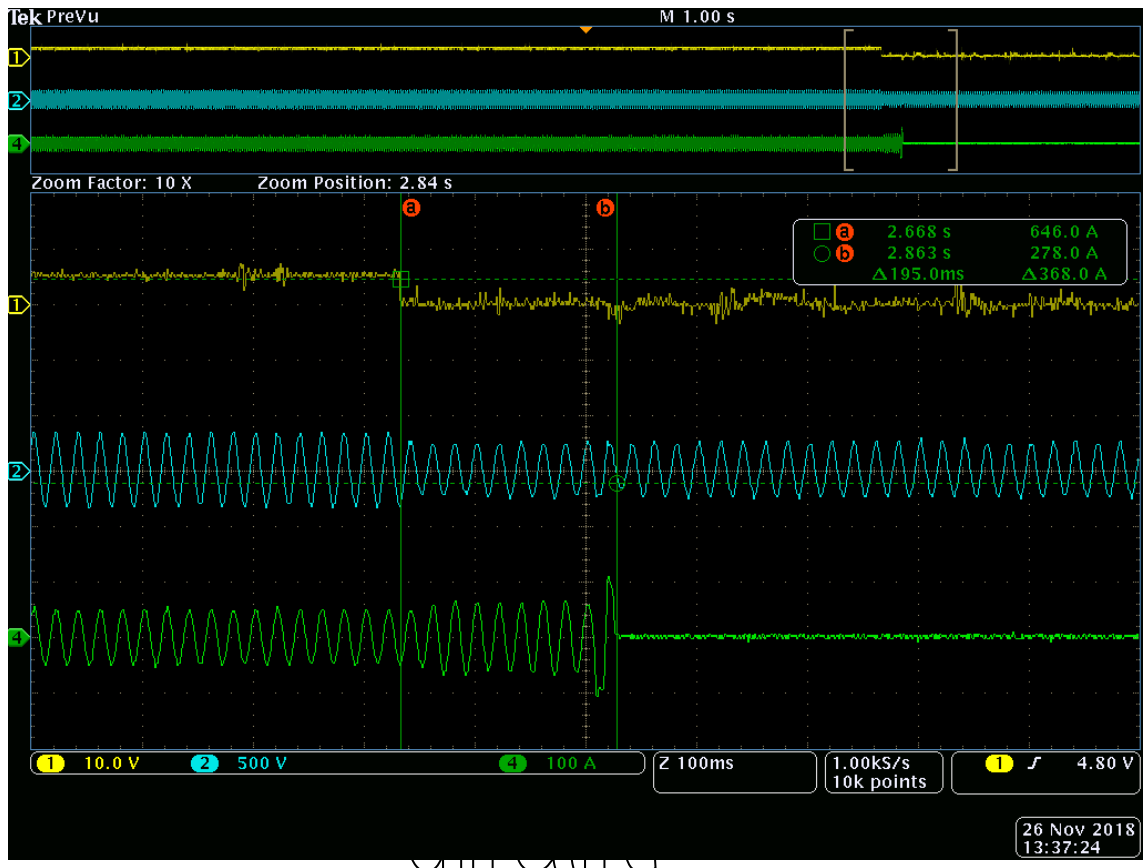 Tek PreVu M 1.00 s
1
2
4
Zoom Factor: 10 X Zoom Position: 2.84 s
a b
a 2.668 s 646.0 A
b 2.863 s 278.0 A
Δ195.0ms Δ368.0 A
1
2
4
1 10.0 V 2 500 V 4 100 A Z 100ms 1.00kS/s 1 4.80 V
10k points
26 Nov 2018
13:37:24